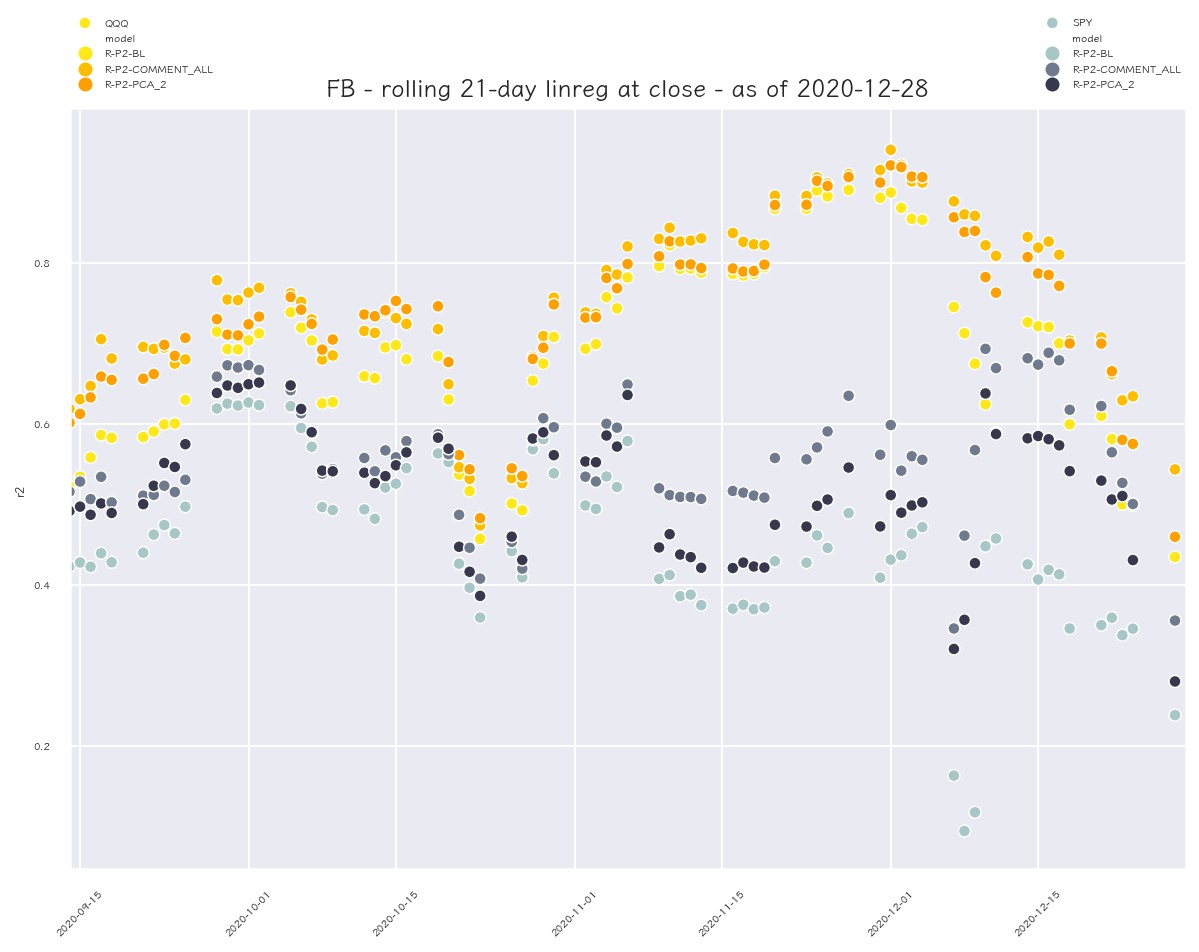 QQQ
model
R-P2-BL
R-P2-COMMENT_ALL
R-P2-PCA_2
SPY
model
R-P2-BL
R-P2-COMMENT_ALL
R-P2-PCA_2
FB - rolling 21-day linreg at close - as of 2020-12-28
0.8
0.6
r2
0.4
0.2
2020-09-15
2020-10-01
2020-10-15
2020-11-01
2020-11-15
2020-12-01
2020-12-15